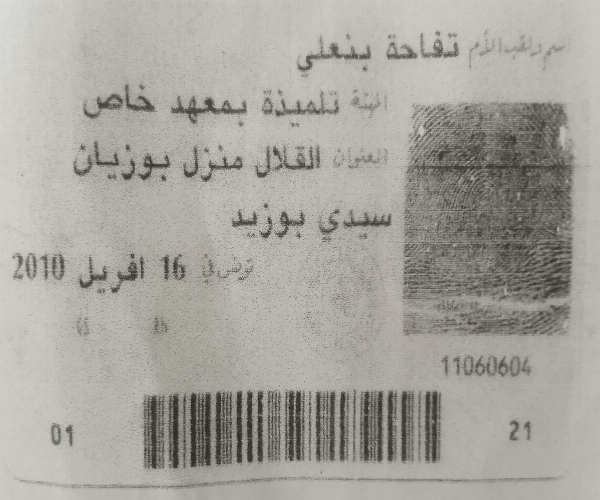 اسم ولقب الأم تفاحة بنعلي
المهنة تلميذة بمعهد خاص
العنوان القلال منزل بوزيان
سيدي بوزيد
تونس في 16 افريل 2010
11060604
01 21